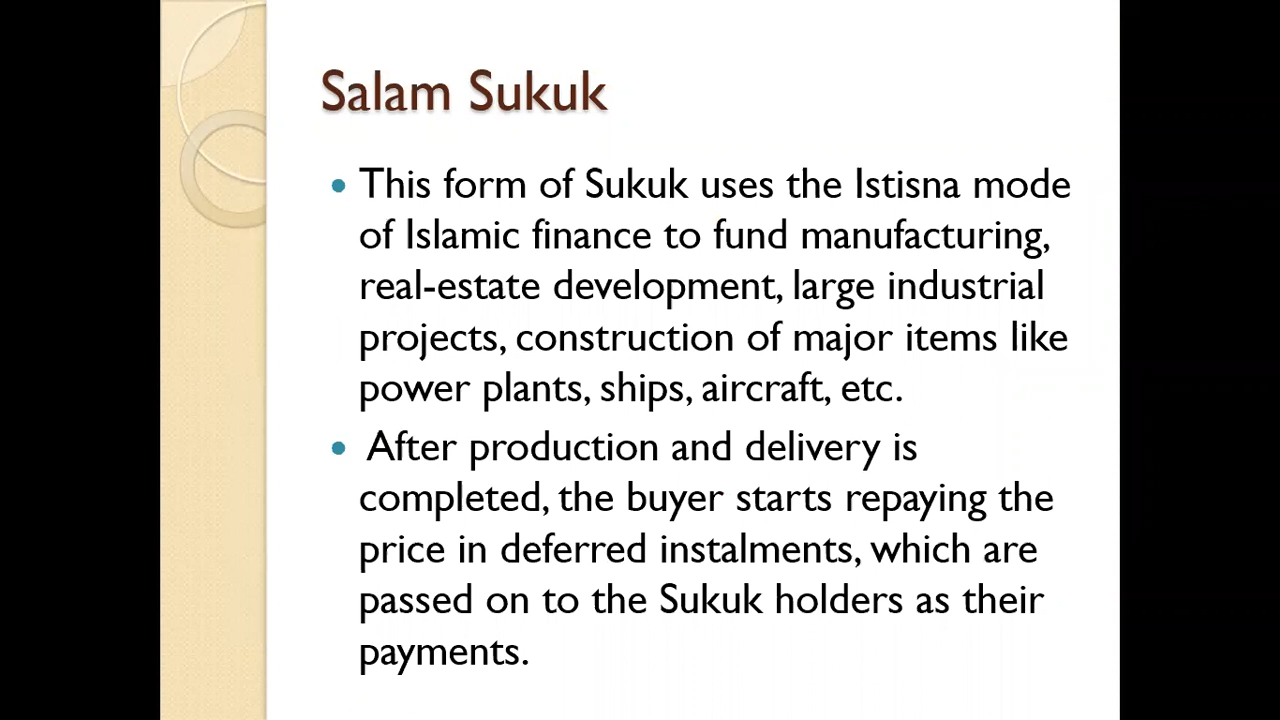 Salam Sukuk
• This form of Sukuk uses the Istisna mode
of Islamic finance to fund manufacturing,
real-estate development, large industrial
projects, construction of major items like
power plants, ships, aircraft, etc.
• After production and delivery is
completed, the buyer starts repaying the
price in deferred instalments, which are
passed on to the Sukuk holders as their
payments.